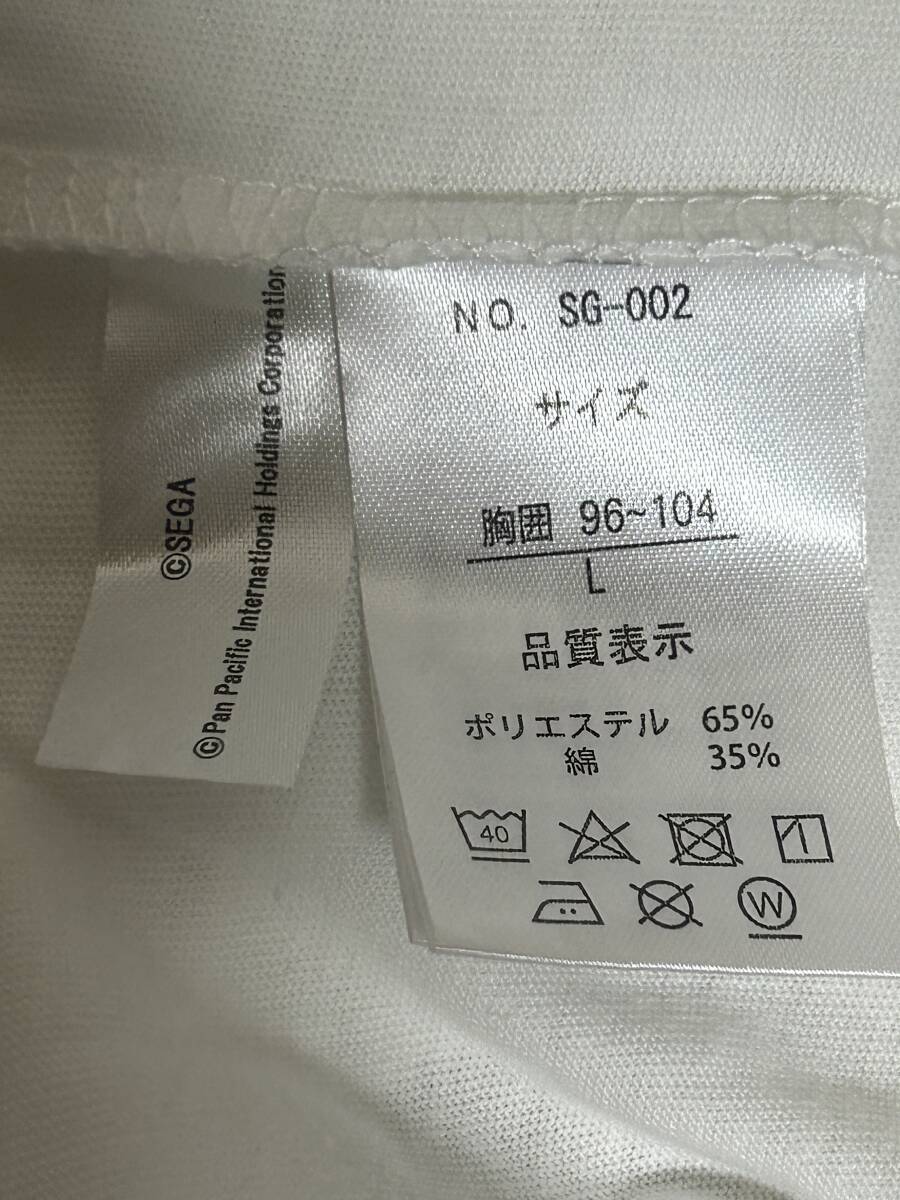 ©SEGA
©Pan Pacific International Holdings Corporation
NO. SG-002
サイズ
胸囲 96~104
L
品質表示
ポリエステル 65%
綿 35%
40
W